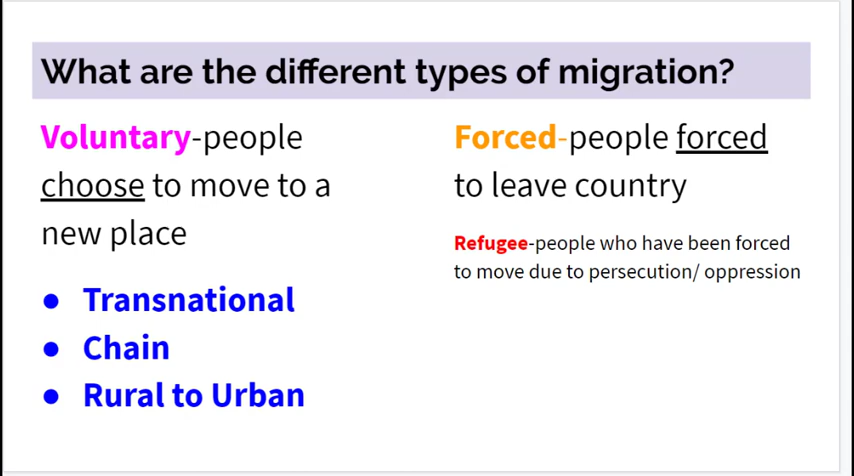 What are the different types of migration?
Voluntary-people
choose to move to a
new place
● Transnational
● Chain
● Rural to Urban
Forced-people forced
to leave country
Refugee-people who have been forced
to move due to persecution/ oppression